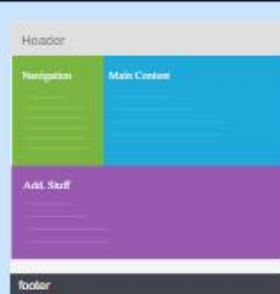 Header
Navigation
Main Content
Add. Stuff
footer